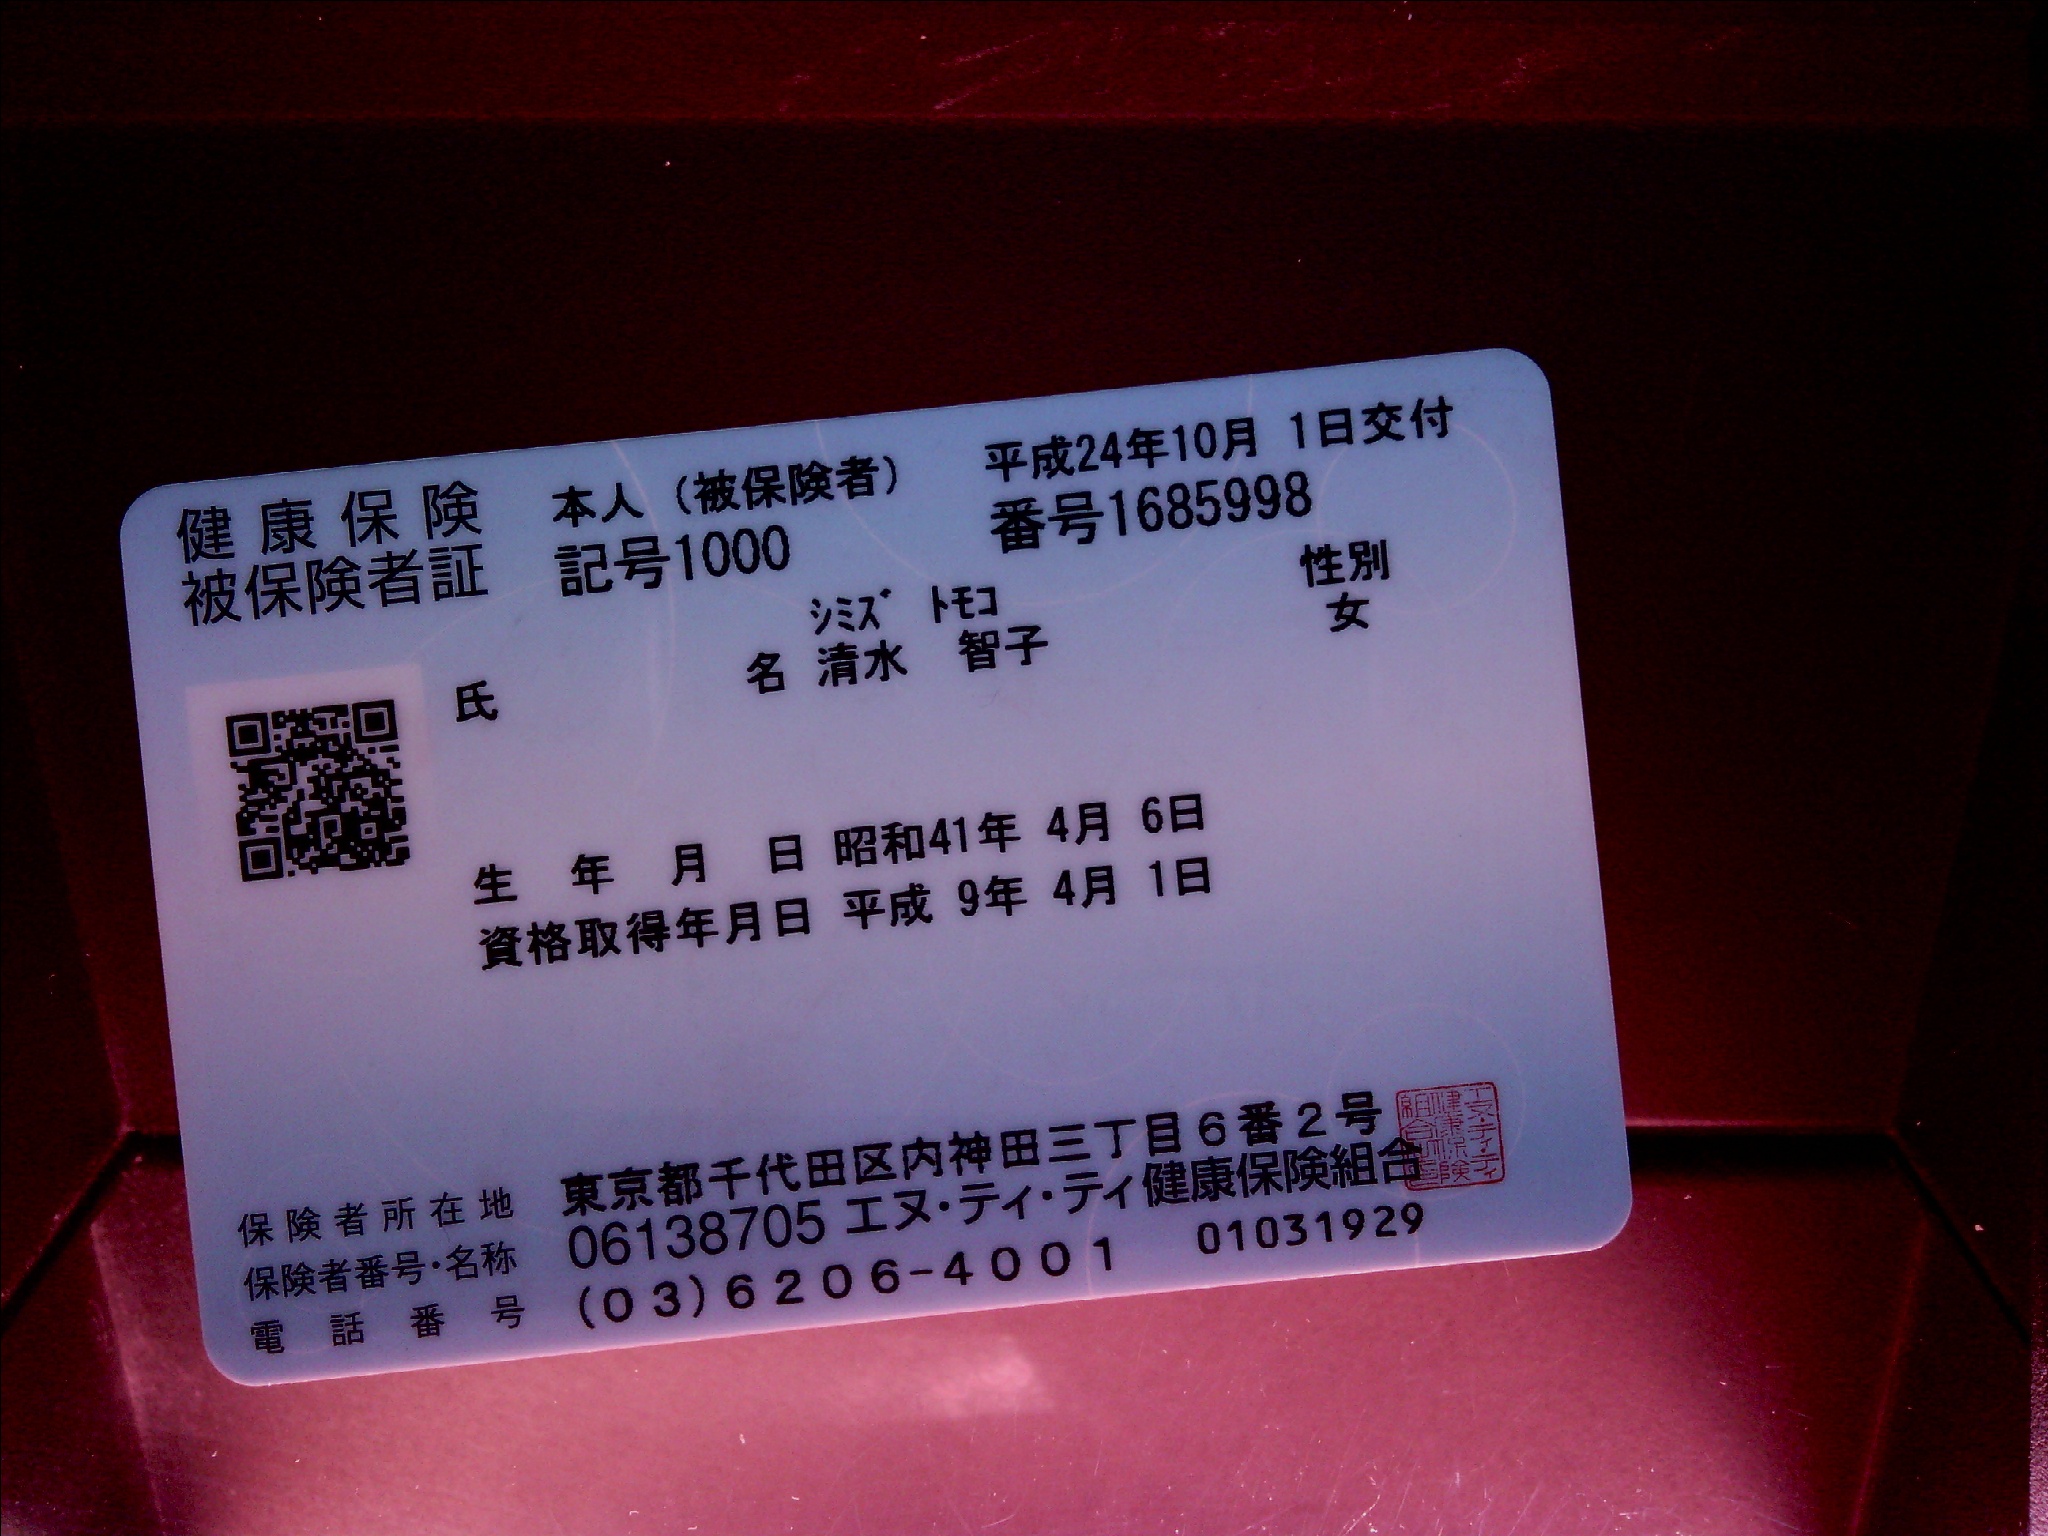 健康保険
被保険者証
本人（被保険者）
平成24年10月 1日交付
記号1000
番号1685998
ｼﾐｽﾞ ﾄﾓｺ
氏 名 清水 智子
性別
女
生年月日 昭和41年 4月 6日
資格取得年月日 平成 9年 4月 1日
保険者所在地 東京都千代田区内神田三丁目6番2号
保険者番号・名称 06138705 エヌ・ティ・ティ健康保険組合
電話番号 (03)6206-4001
01031929